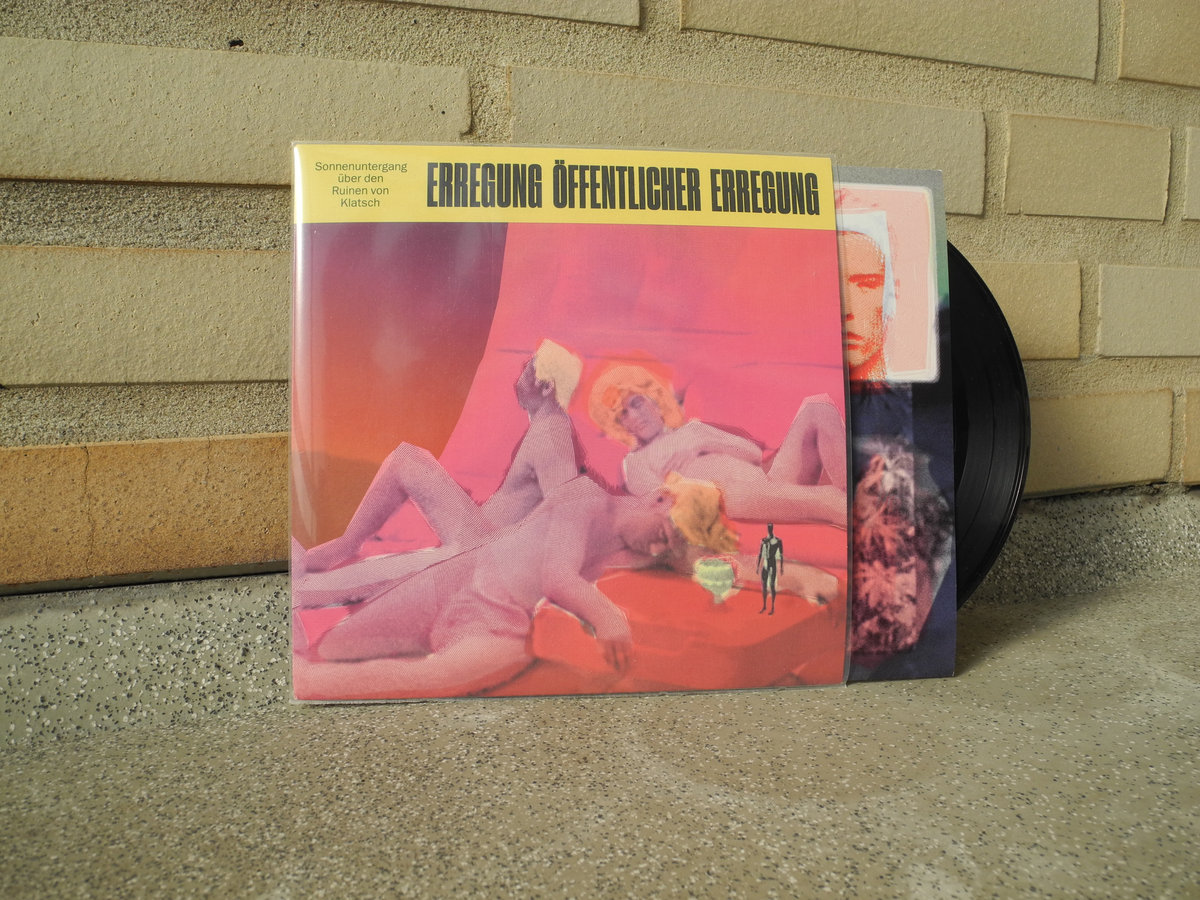 Sonnenuntergang
über den
Ruinen von
Klatsch
ERREGUNG ÖFFENTLICHER ERREGUNG